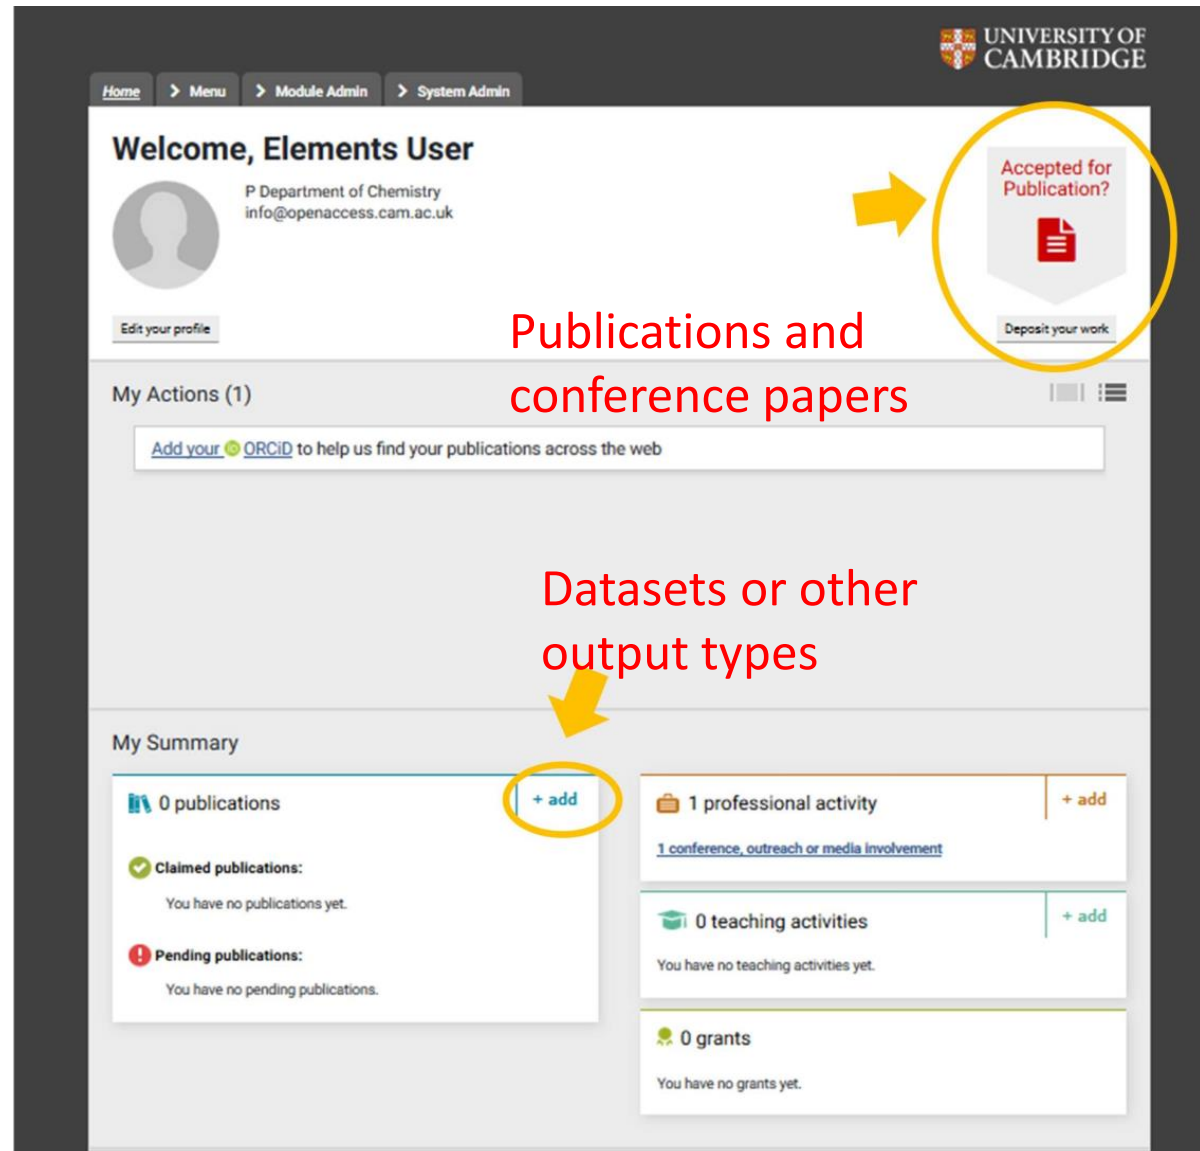 UNIVERSITY OF
CAMBRIDGE
Home
Menu
Module Admin
System Admin
Welcome, Elements User
P Department of Chemistry
info@openaccess.cam.ac.uk
Accepted for
Publication?
Edit your profile
Deposit your work
Publications and
conference papers
My Actions (1)
Add your iD ORCiD to help us find your publications across the web
Datasets or other
output types
My Summary
0 publications
+ add
Claimed publications:
You have no publications yet.
Pending publications:
You have no pending publications.
1 professional activity
+ add
1 conference, outreach or media involvement
0 teaching activities
+ add
You have no teaching activities yet.
0 grants
You have no grants yet.